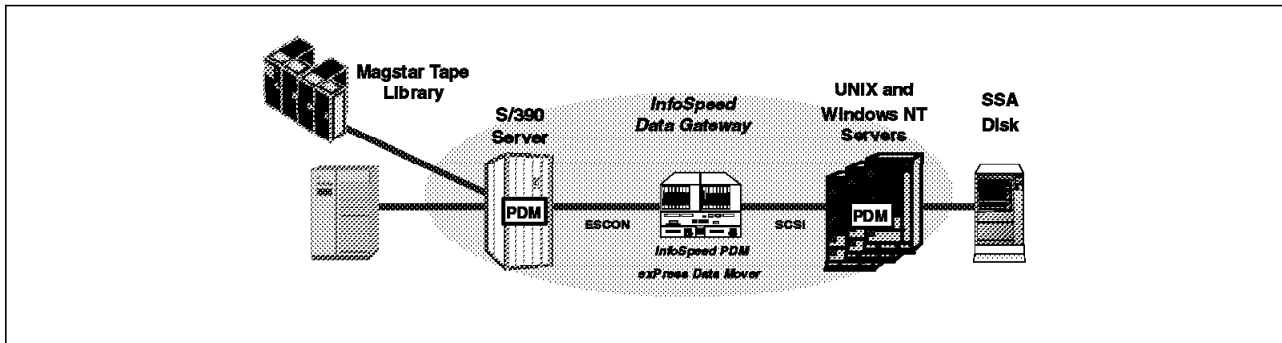 Magstar Tape
Library
S/390
Server
InfoSpeed
Data Gateway
UNIX and
Windows NT
Servers
SSA
Disk
PDM
ESCON
SCSI
PDM
InfoSpeed PDM
exPress Data Mover